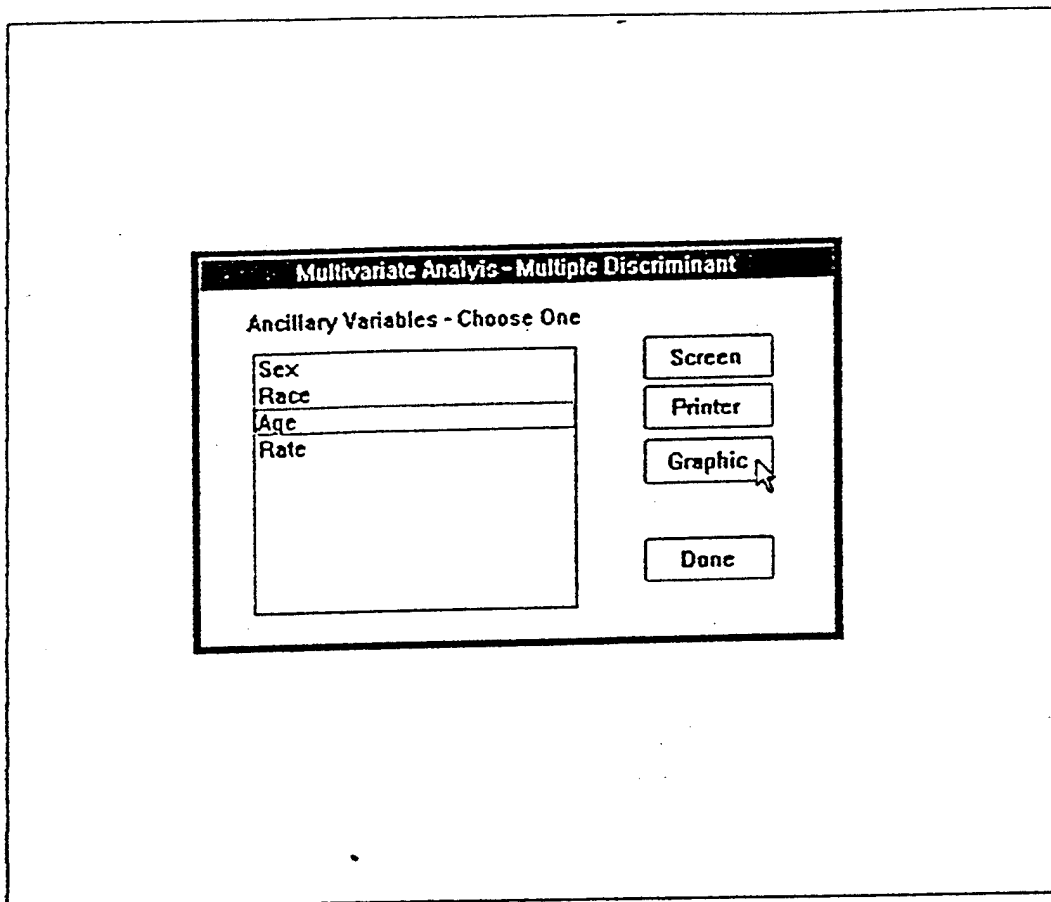 Multivariate Analyis - Multiple Discriminant
Ancillary Variables - Choose One
Sex
Race
Age
Rate
Screen
Printer
Graphic
Done